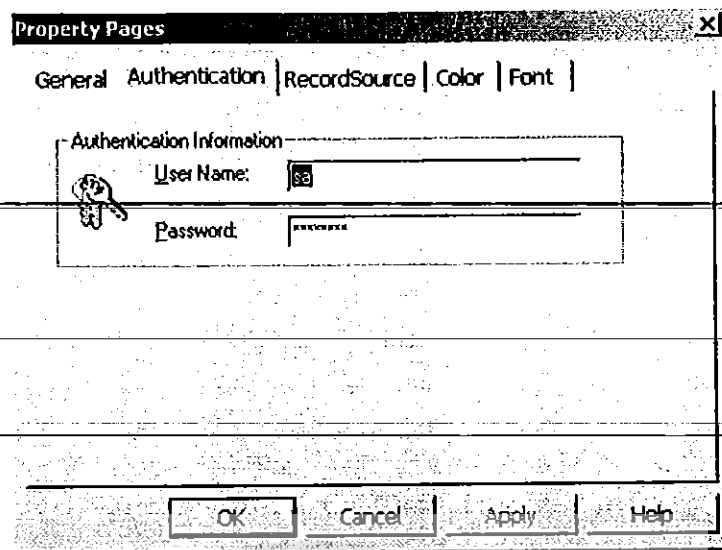 Property Pages
General Authentication RecordSource Color Font
Authentication Information
User Name: sa
Password: ********
OK Cancel Apply Help